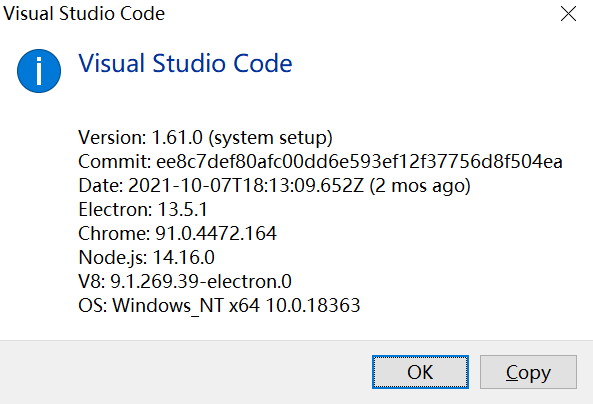 Visual Studio Code
Visual Studio Code
Version: 1.61.0 (system setup)
Commit: ee8c7def80afc00dd6e593ef12f37756d8f504ea
Date: 2021-10-07T18:13:09.652Z (2 mos ago)
Electron: 13.5.1
Chrome: 91.0.4472.164
Node.js: 14.16.0
V8: 9.1.269.39-electron.0
OS: Windows_NT x64 10.0.18363
OK
Copy